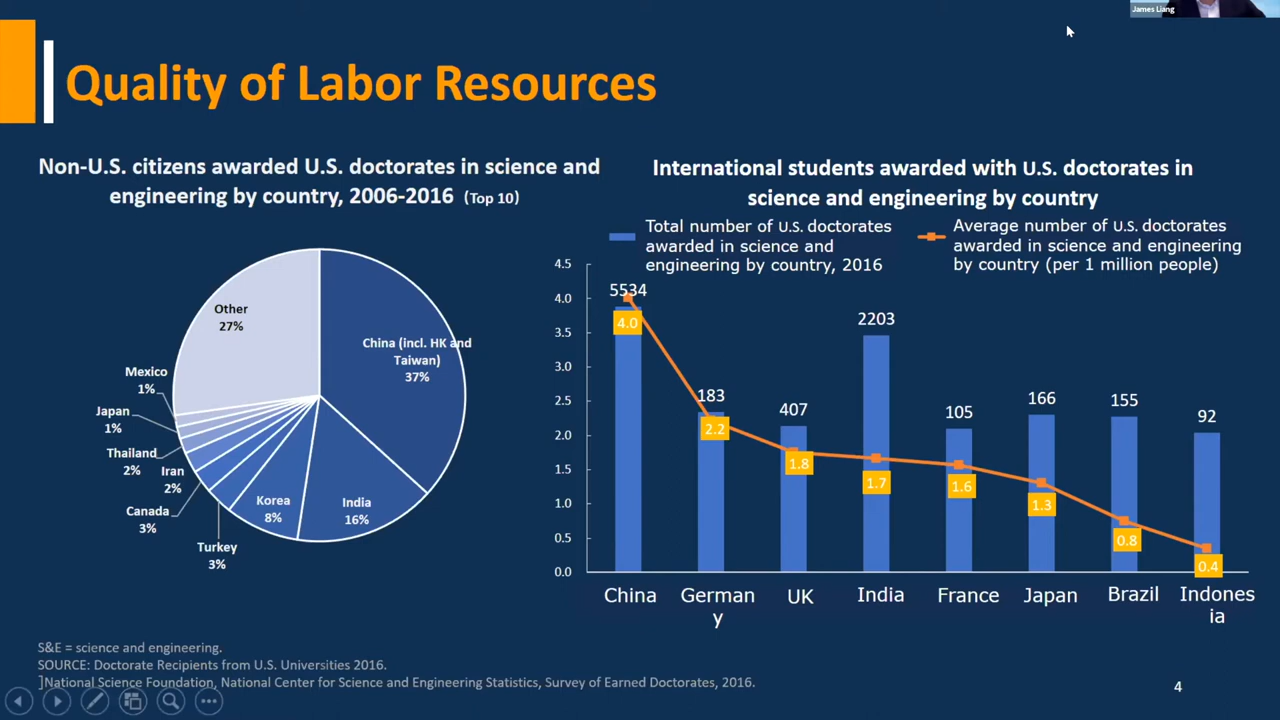 James Liang
Quality of Labor Resources
Non-U.S. citizens awarded U.S. doctorates in science and
engineering by country, 2006-2016 (Top 10)
Other
27%
China (incl. HK and
Taiwan)
37%
Mexico
1%
Japan
1%
Thailand
2%
Iran
2%
Canada
3%
Turkey
3%
Korea
8%
India
16%
International students awarded with U.S. doctorates in
science and engineering by country
Total number of U.S. doctorates
awarded in science and
engineering by country, 2016
Average number of U.S. doctorates
awarded in science and engineering
by country (per 1 million people)
4.5
4.0
3.5
3.0
2.5
2.0
1.5
1.0
0.5
0.0
5534
183
407
2203
105
166
155
92
4.0
2.2
1.8
1.7
1.6
1.3
0.8
0.4
China
German
y
UK
India
France
Japan
Brazil
Indones
ia
S&E = science and engineering.
SOURCE: Doctorate Recipients from U.S. Universities 2016.
]National Science Foundation, National Center for Science and Engineering Statistics, Survey of Earned Doctorates, 2016.
4